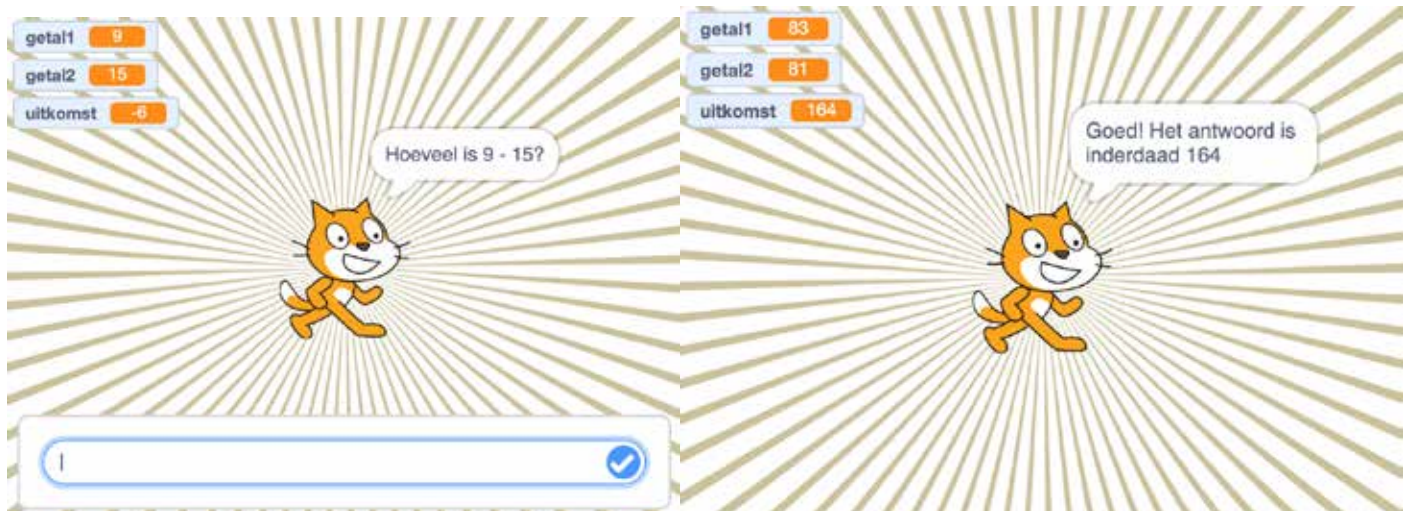 getal1 9
getal2 15
uitkomst -6
Hoeveel is 9 - 15?
getal1 83
getal2 81
uitkomst 164
Goed! Het antwoord is
inderdaad 164